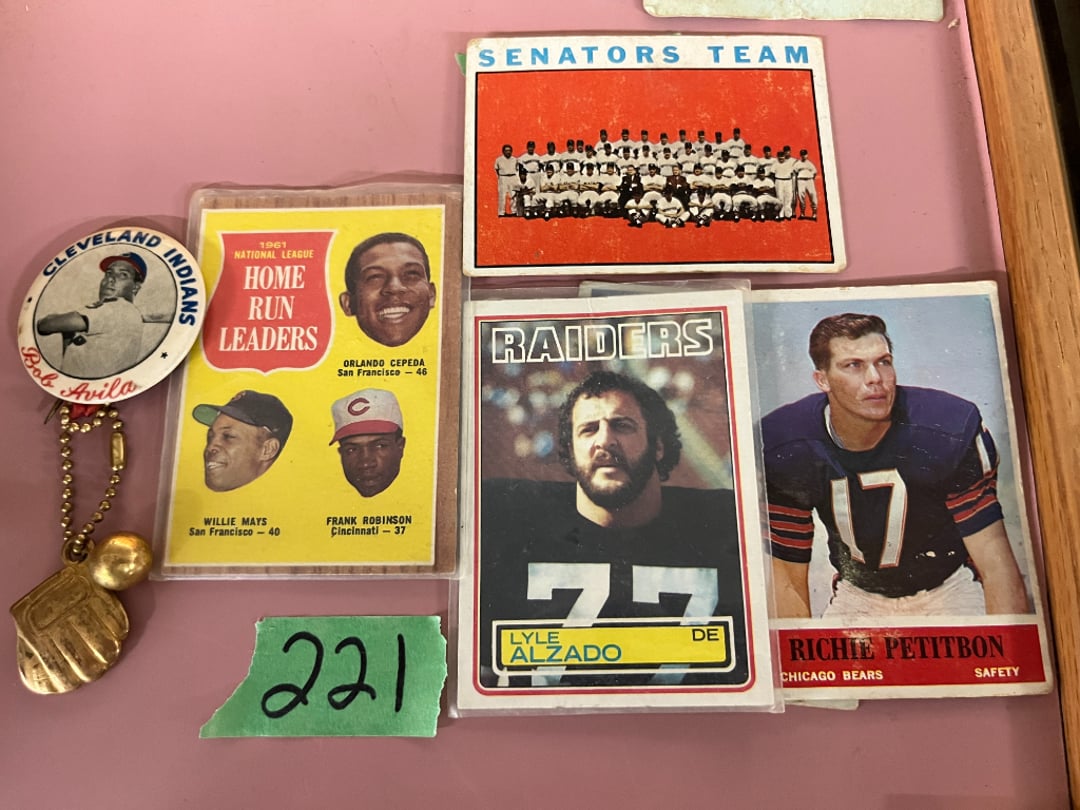 SENATORS TEAM
CLEVELAND INDIANS
Bob Avila
1961
NATIONAL LEAGUE
HOME
RUN
LEADERS
ORLANDO CEPEDA
San Francisco — 46
WILLIE MAYS
San Francisco — 40
C
FRANK ROBINSON
Cincinnati — 37
RAIDERS
77
LYLE
ALZADO
DE
17
1
RICHIE PETITBON
CHICAGO BEARS
SAFETY
221